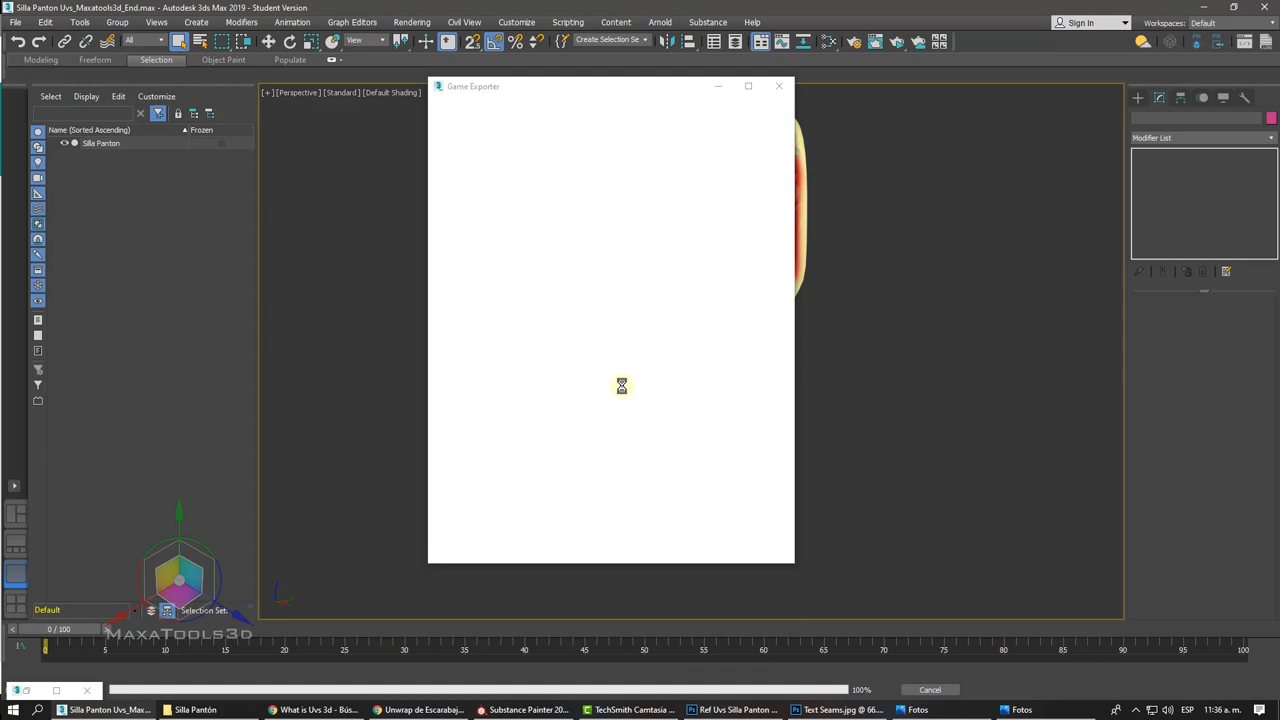 Silla Panton Uvs_Maxatools3d_End.max - Autodesk 3ds Max 2019 - Student Version
File Edit Tools Group Views Create Modifiers Animation Graph Editors Rendering Civil View Customize Scripting Content Arnold Substance Help
Sign In
Workspaces: Default
All
View
Create Selection Se
Modeling Freeform Selection Object Paint Populate
Select Display Edit Customize
[+] [Perspective] [Standard] [Default Shading]
Game Exporter
Name (Sorted Ascending) Frozen
Silla Panton
Modifier List
Default
Selection Set:
MAXATOOLS3D
0 / 100
0 5 10 15 20 25 30 35 40 45 50 55 60 65 70 75 80 85 90 95 100
100%
Cancel
Silla Panton Uvs_Max...
Silla Pantón
What is Uvs 3d - Bús...
Unwrap de Escarabaj...
Substance Painter 20...
TechSmith Camtasia ...
Ref Uvs Silla Panton ...
Text Seams.jpg @ 66....
Fotos
Fotos
ESP
11:36 a. m.